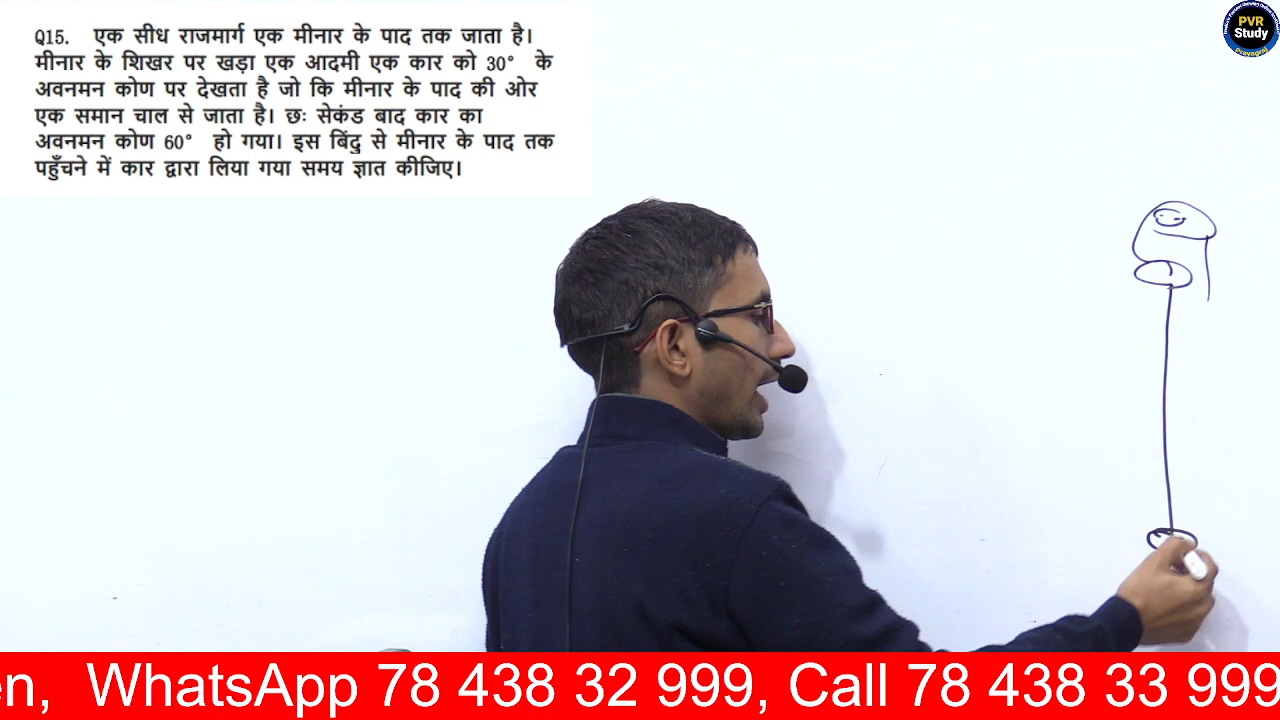 Q15. एक सीध राजमार्ग एक मीनार के पाद तक जाता है।
मीनार के शिखर पर खड़ा एक आदमी एक कार को 30° के
अवनमन कोण पर देखता है जो कि मीनार के पाद की ओर
एक समान चाल से जाता है। छः सेकंड बाद कार का
अवनमन कोण 60° हो गया। इस बिंदु से मीनार के पाद तक
पहुँचने में कार द्वारा लिया गया समय ज्ञात कीजिए।
PVR
Study
Prayagraj
en, WhatsApp 78 438 32 999, Call 78 438 33 999